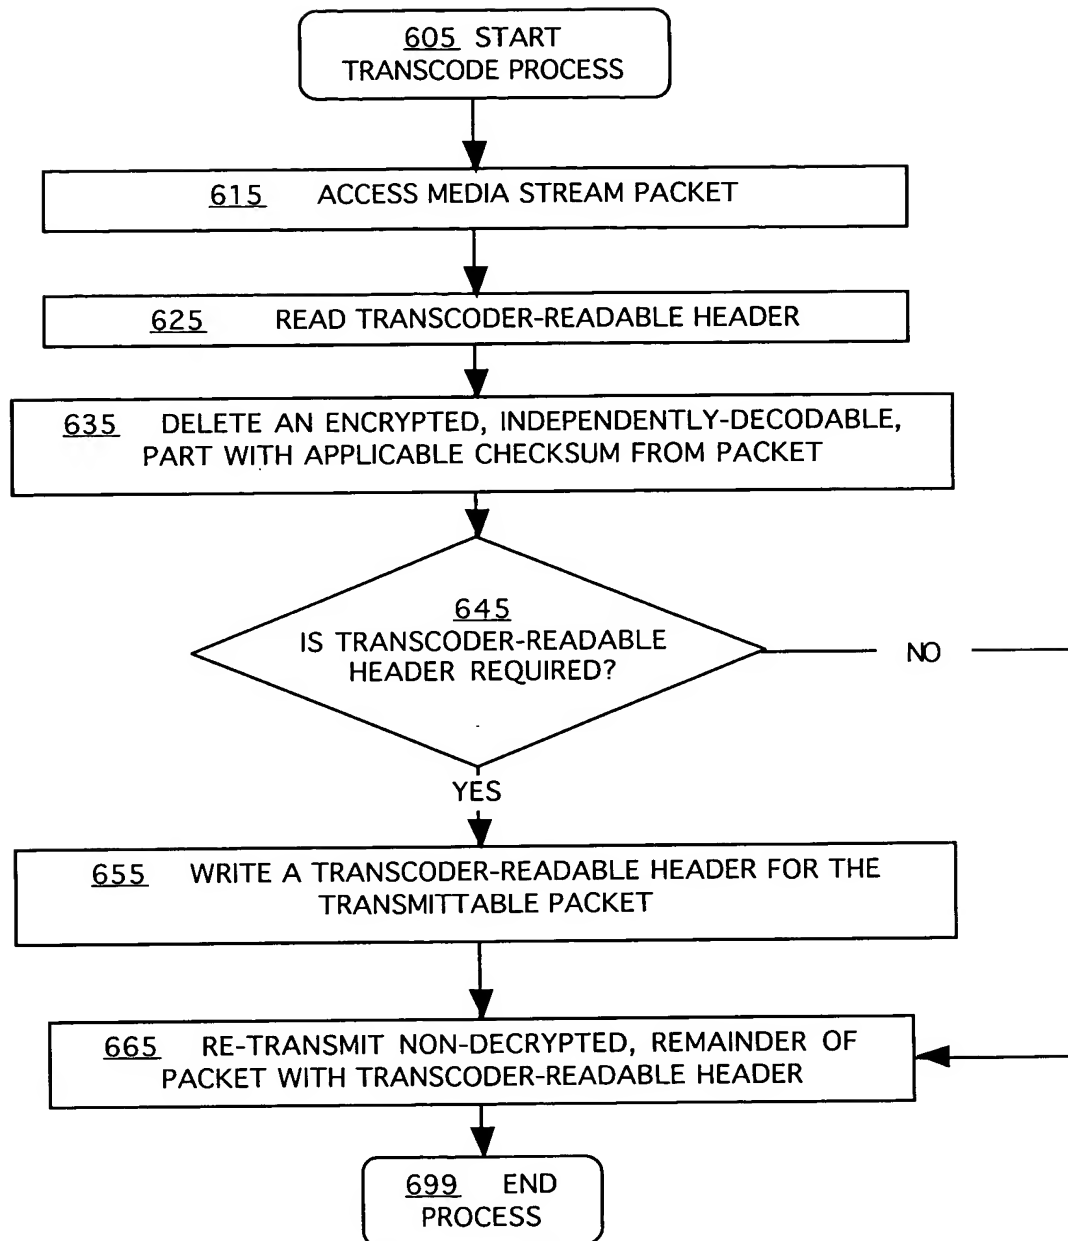 605 START
TRANSCODE PROCESS
615 ACCESS MEDIA STREAM PACKET
625 READ TRANSCODER-READABLE HEADER
635 DELETE AN ENCRYPTED, INDEPENDENTLY-DECODABLE,
PART WITH APPLICABLE CHECKSUM FROM PACKET
645
IS TRANSCODER-READABLE
HEADER REQUIRED?
NO
YES
655 WRITE A TRANSCODER-READABLE HEADER FOR THE
TRANSMITTABLE PACKET
665 RE-TRANSMIT NON-DECRYPTED, REMAINDER OF
PACKET WITH TRANSCODER-READABLE HEADER
699 END
PROCESS